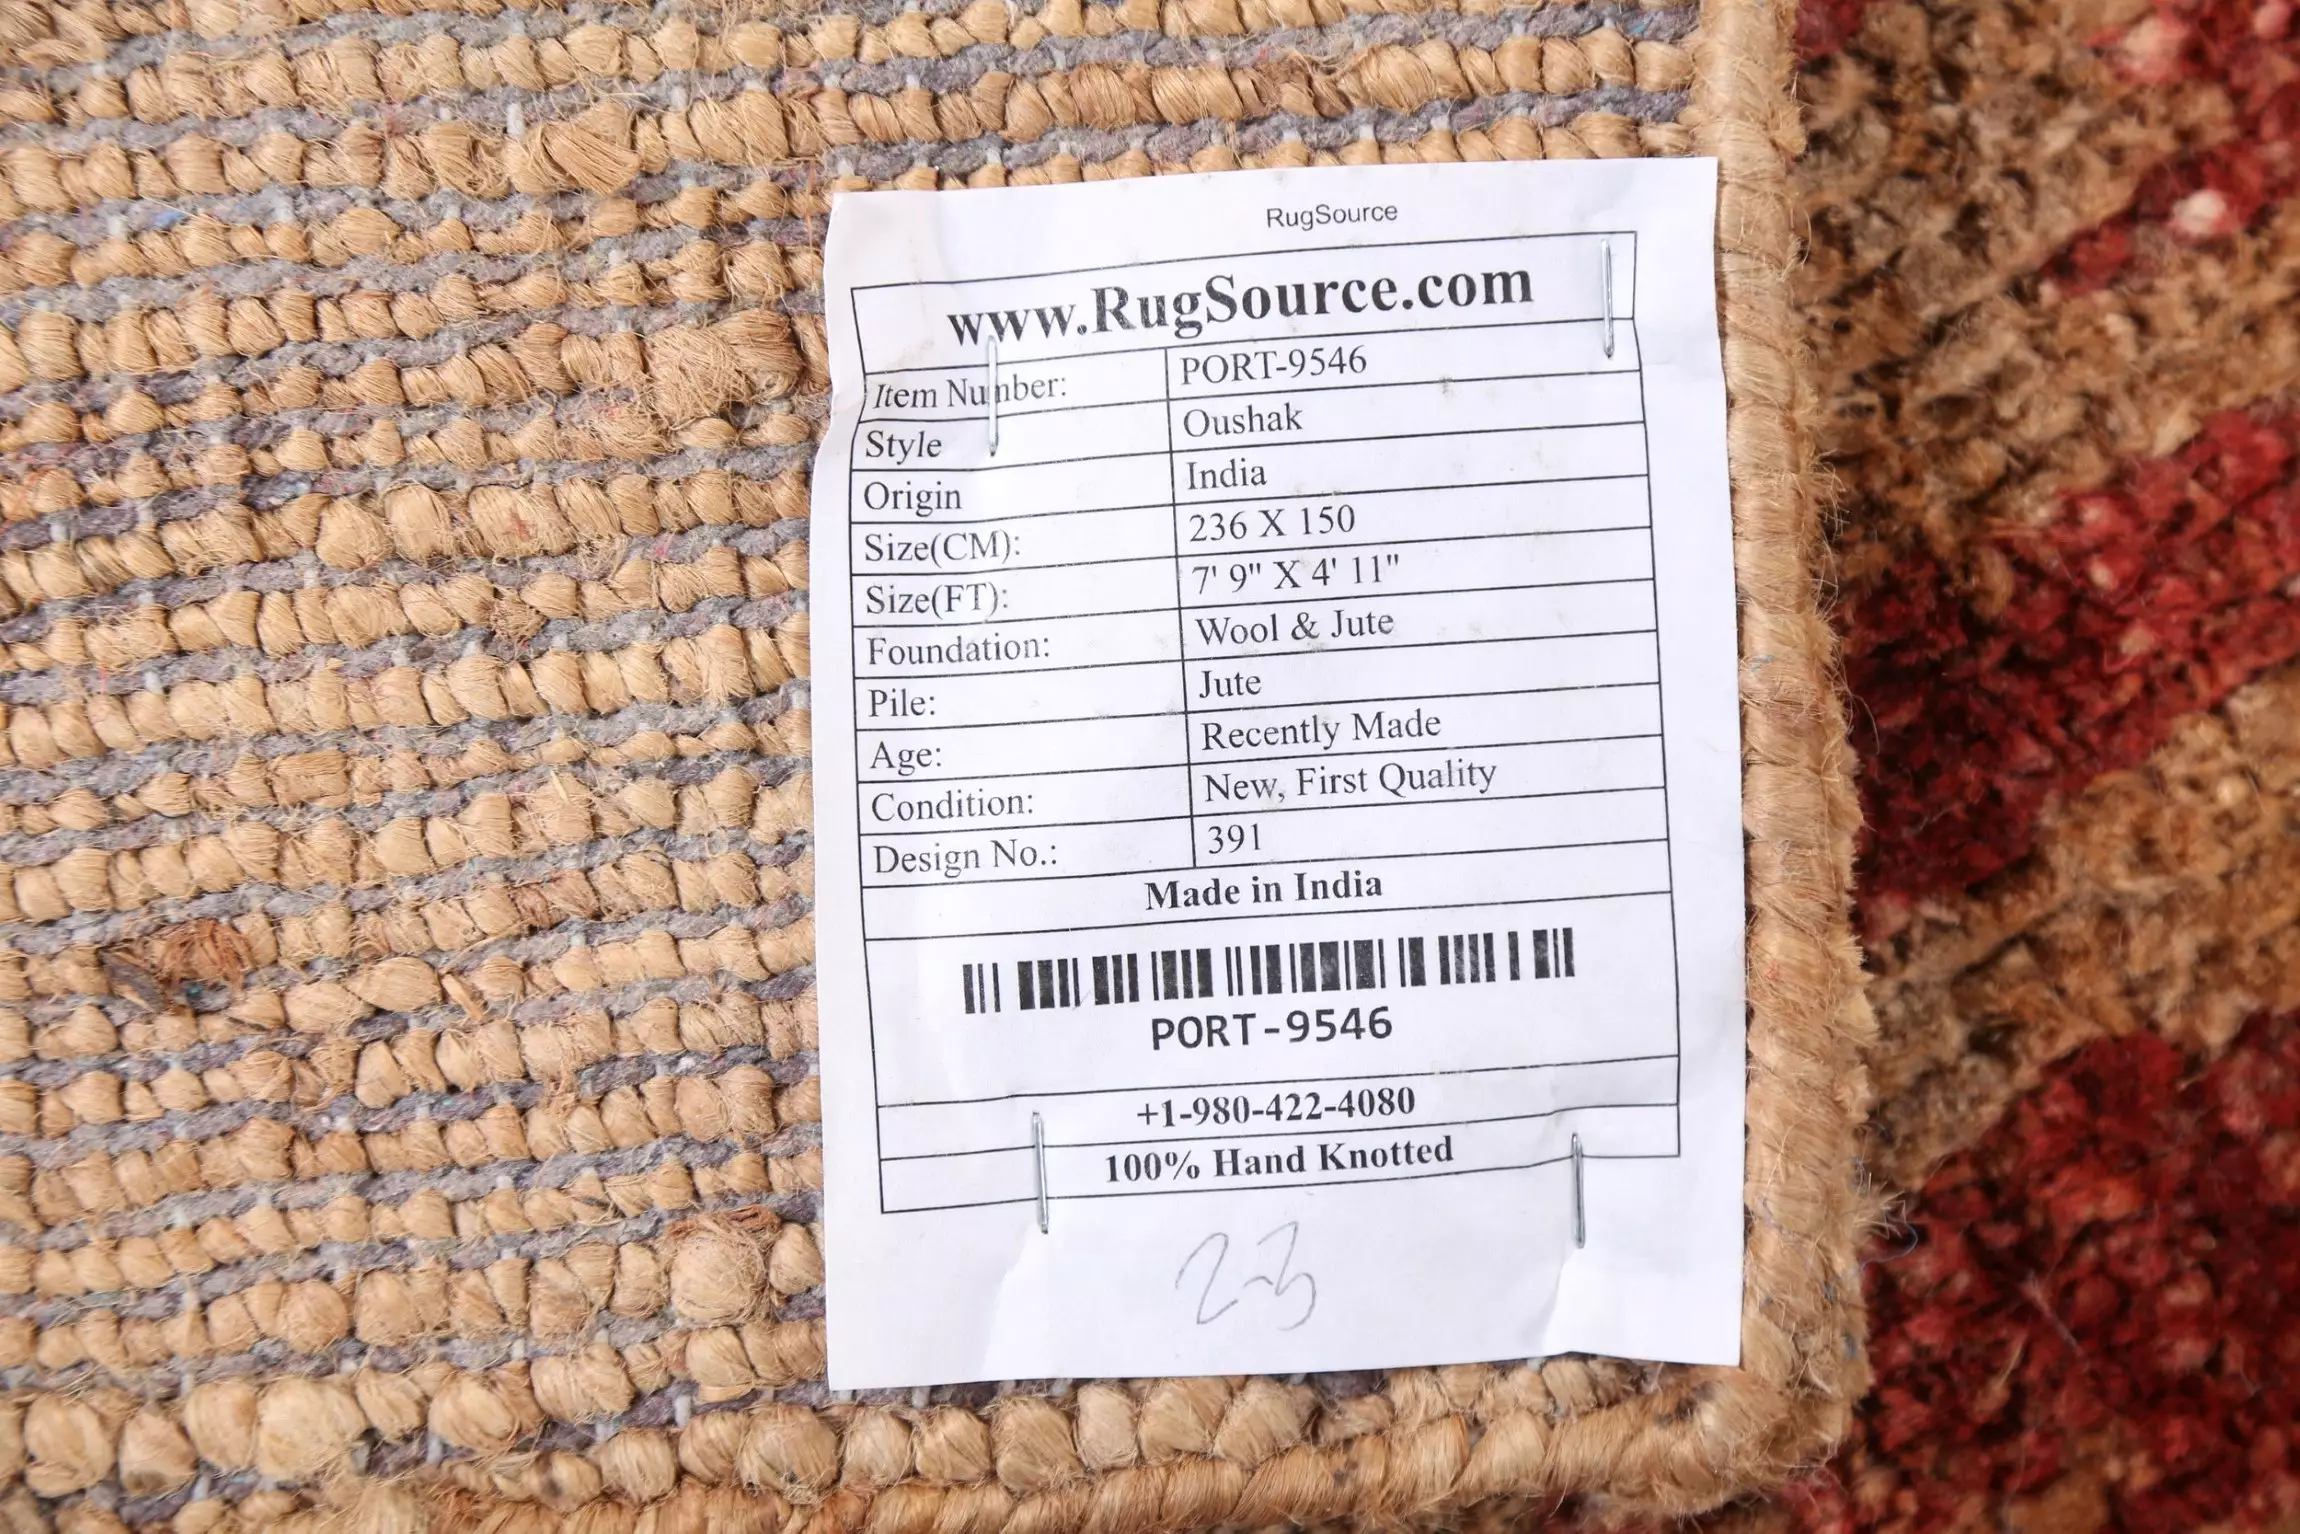 RugSource
www.RugSource.com
Item Number: PORT-9546
Style Oushak
Origin India
Size(CM): 236 X 150
Size(FT): 7' 9" X 4' 11"
Foundation: Wool & Jute
Pile: Jute
Age: Recently Made
Condition: New, First Quality
Design No.: 391
Made in India
PORT-9546
+1-980-422-4080
100% Hand Knotted
2-3